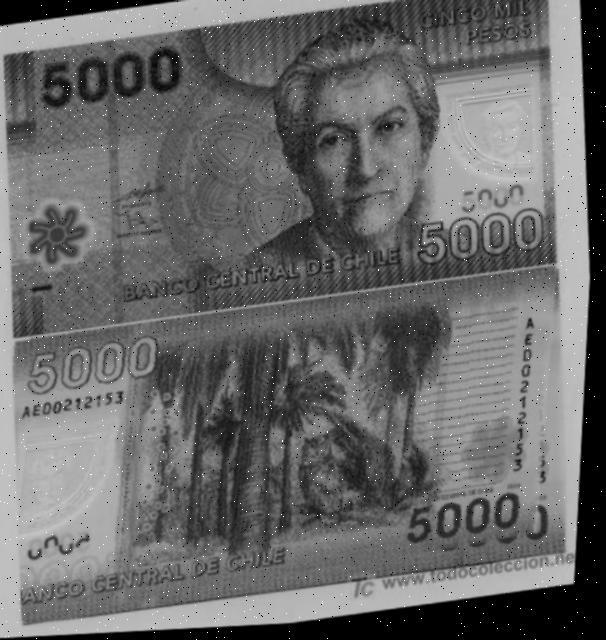 5000
CINCO MIL
PESOS
5000
5000
BANCO CENTRAL DE CHILE
5000
AE00212153
AE00212153
5000
BANCO CENTRAL DE CHILE
TC www.todocoleccion.ne